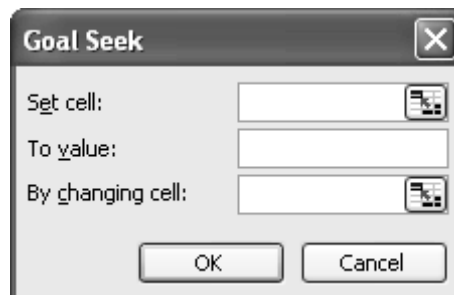 Goal Seek
Set cell:
To value:
By changing cell:
OK Cancel